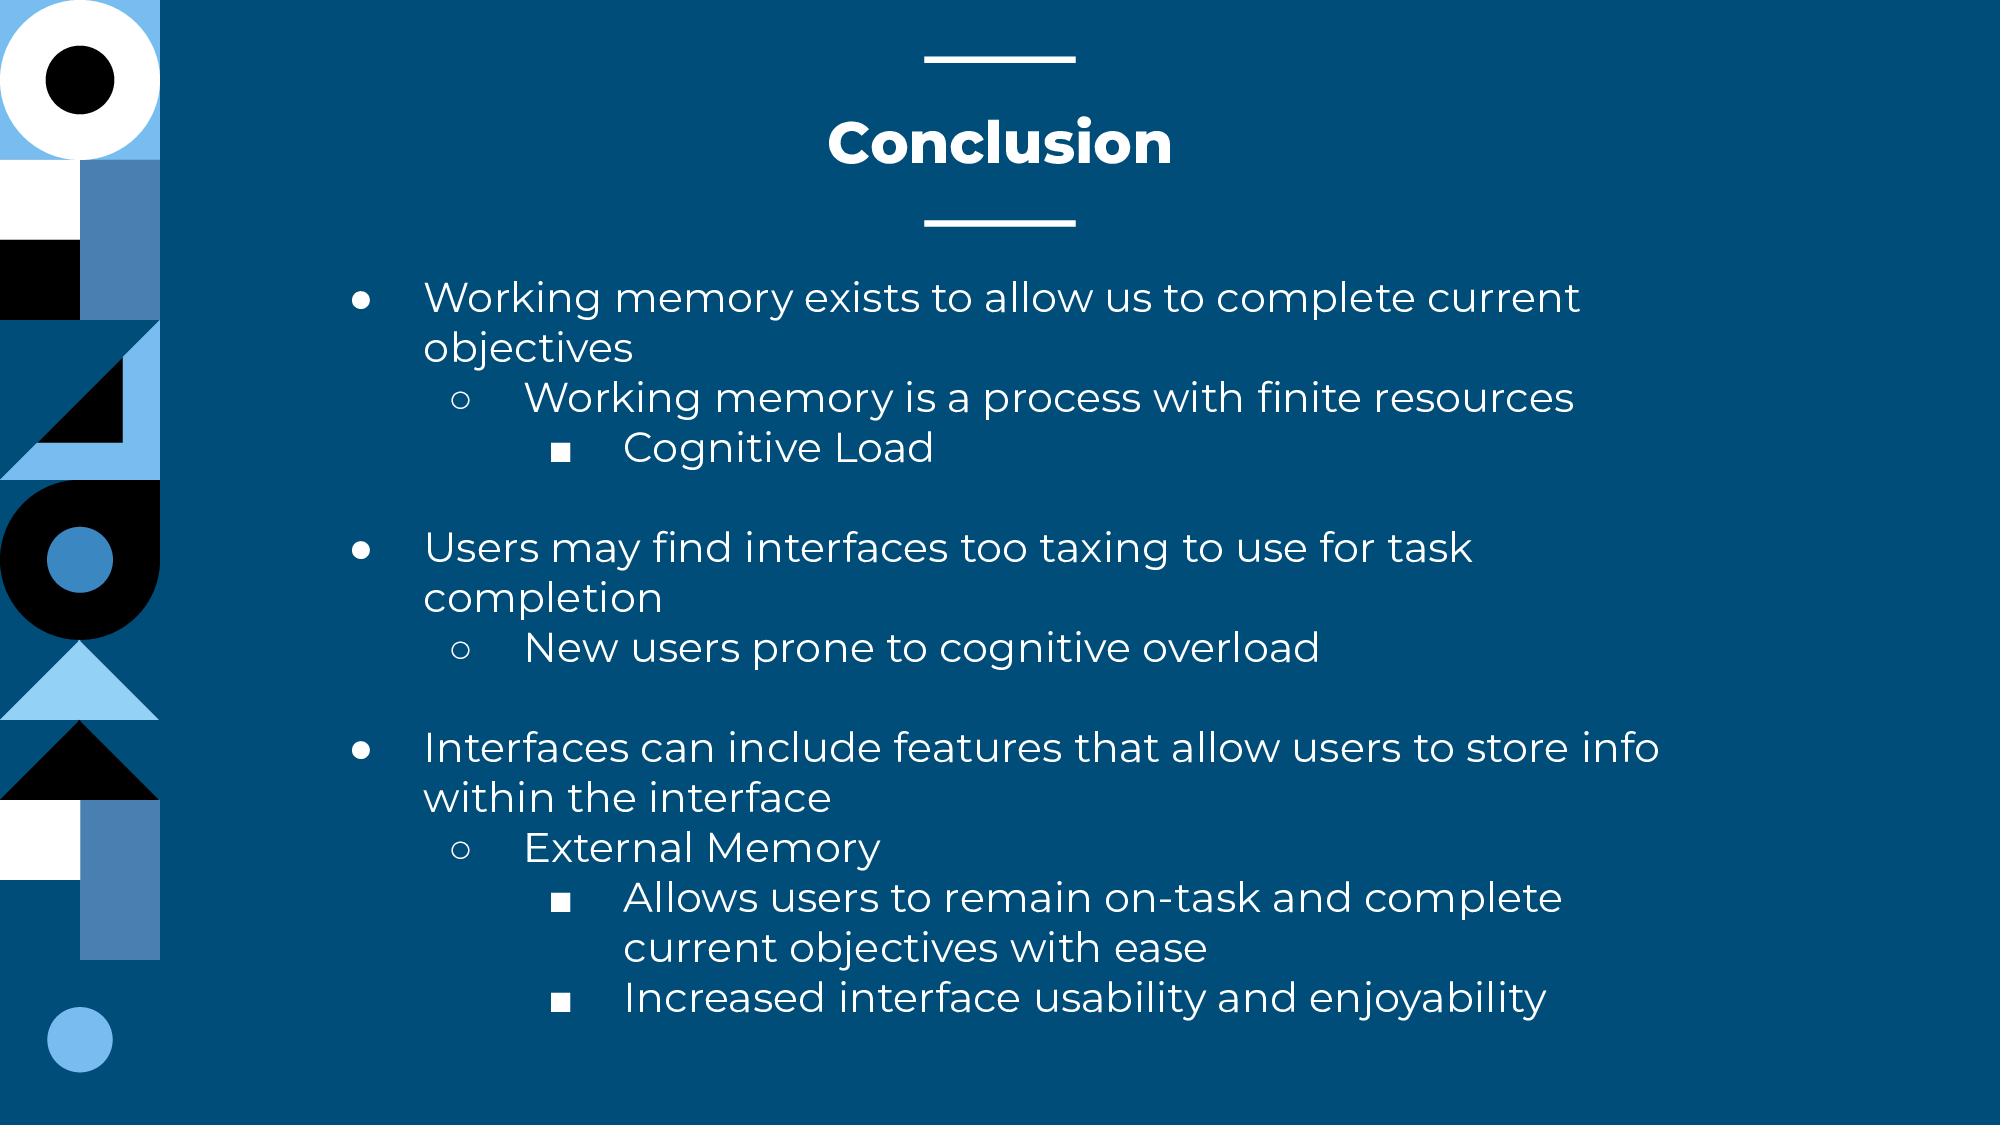 Conclusion
● Working memory exists to allow us to complete current
objectives
○ Working memory is a process with finite resources
■ Cognitive Load
● Users may find interfaces too taxing to use for task
completion
○ New users prone to cognitive overload
● Interfaces can include features that allow users to store info
within the interface
○ External Memory
■ Allows users to remain on-task and complete
current objectives with ease
■ Increased interface usability and enjoyability